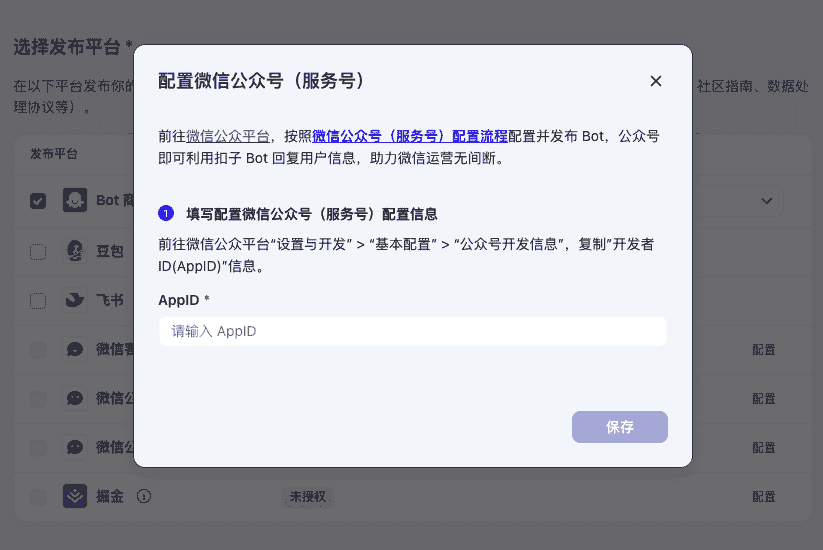 选择发布平台 *
配置微信公众号（服务号）
在以下平台发布你的
社区指南、数据处
理协议等）。
前往微信公众平台，按照微信公众号（服务号）配置流程配置并发布 Bot，公众号
即可利用扣子 Bot 回复用户信息，助力微信运营无间断。
发布平台
Bot 商
1 填写配置微信公众号（服务号）配置信息
前往微信公众平台“设置与开发” > “基本配置” > “公众号开发信息”，复制”开发者
ID(AppID)”信息。
豆包
AppID *
飞书
请输入 AppID
微信客
配置
微信公
配置
保存
微信公
配置
掘金
未授权
配置